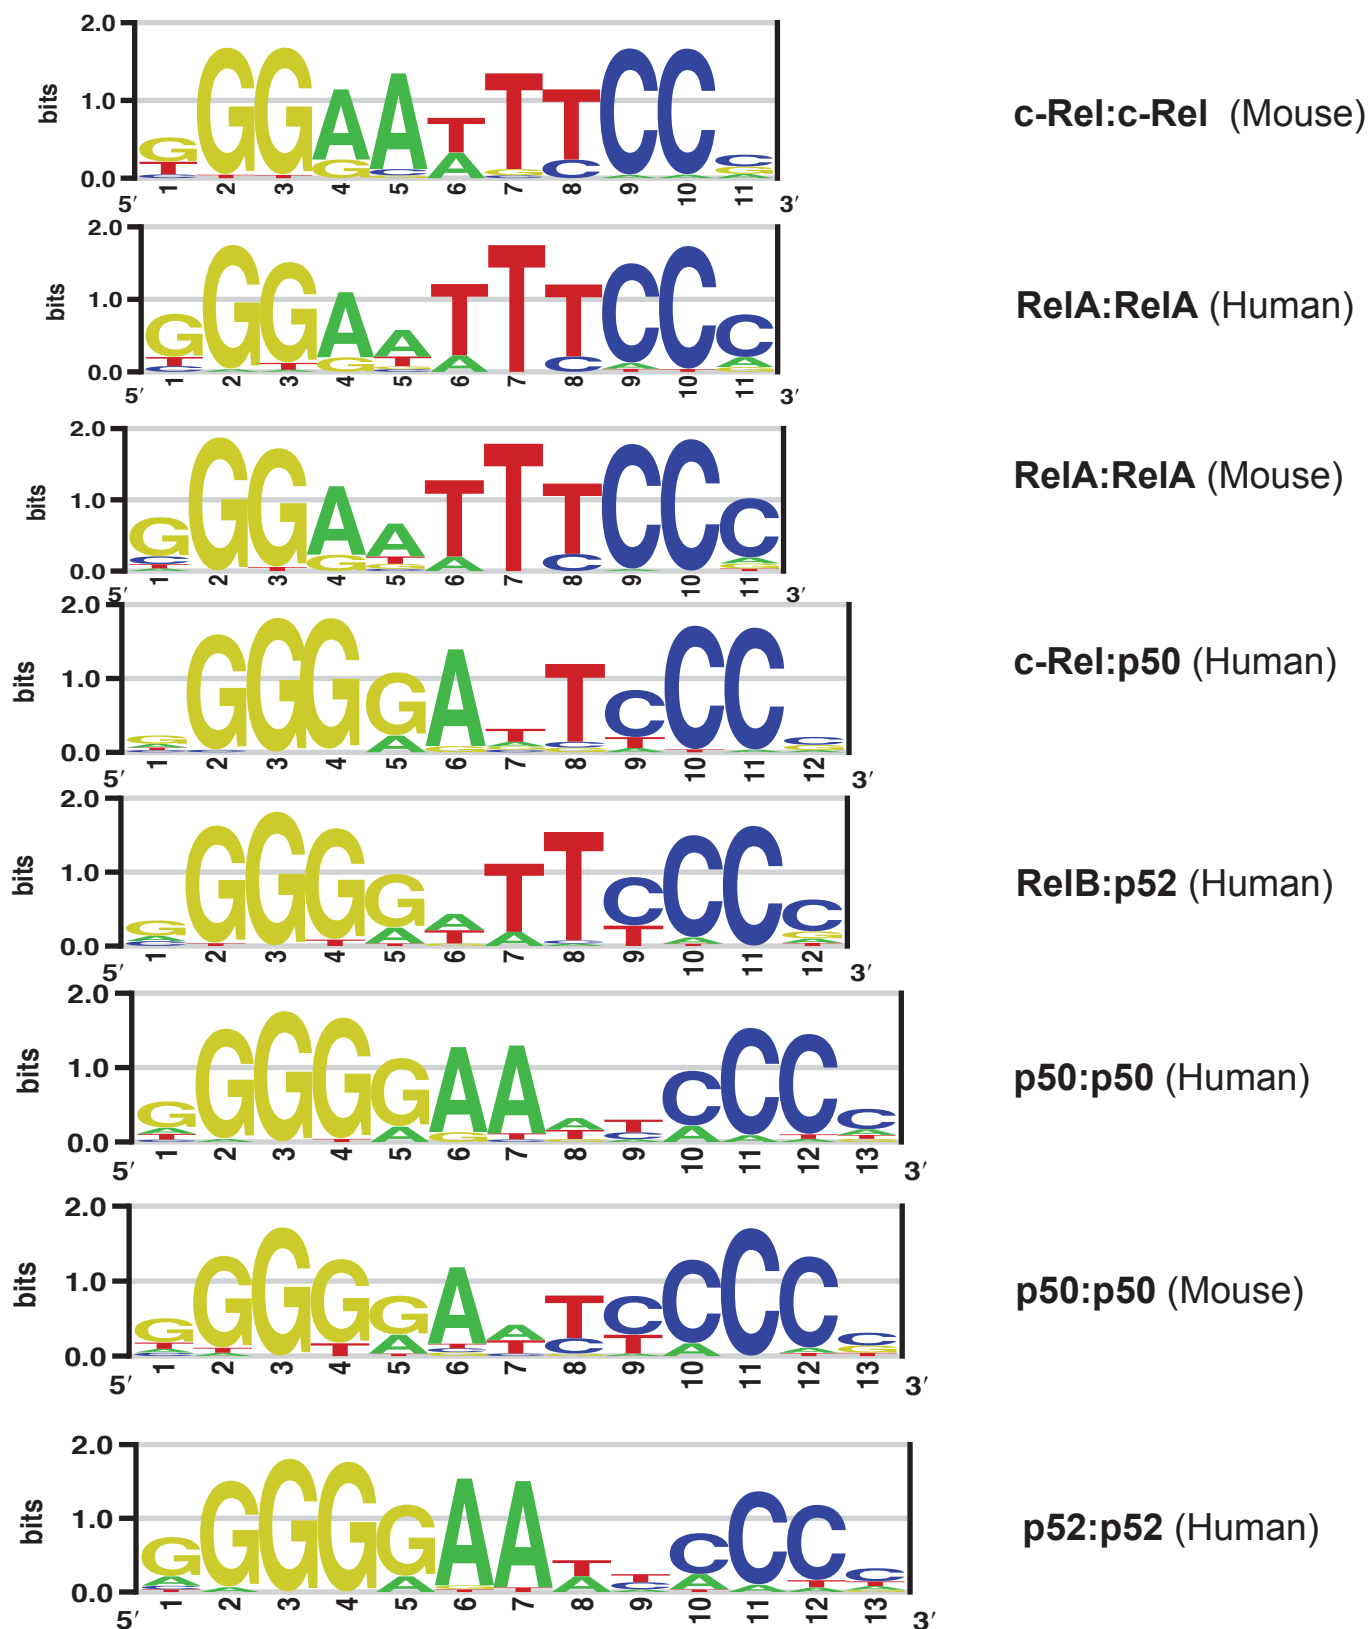 2.0
1.0
0.0
bits
5′ 1 2 3 4 5 6 7 8 9 10 11 3′
G T C G T G T A G A C T A T G C T C C A C A C G A
c-Rel:c-Rel (Mouse)
2.0
1.0
0.0
bits
5′ 1 2 3 4 5 6 7 8 9 10 11 3′
G T C G A G T A A G A T G C T A T T C C A T C T C A G
RelA:RelA (Human)
2.0
1.0
0.0
bits
5′ 1 2 3 4 5 6 7 8 9 10 11 3′
G C T A G G T A G A T G C T A T T C C A C C A G T
RelA:RelA (Mouse)
2.0
1.0
0.0
bits
5′ 1 2 3 4 5 6 7 8 9 10 11 12 3′
G A T C G C G G G A A G C T A G C T C G A C T A C T C A C G A
c-Rel:p50 (Human)
2.0
1.0
0.0
bits
5′ 1 2 3 4 5 6 7 8 9 10 11 12 3′
G A C G T G G T G A T A T G T A T C A C T C A T C C G A T
RelB:p52 (Human)
2.0
1.0
0.0
bits
5′ 1 2 3 4 5 6 7 8 9 10 11 12 13 3′
G A T C G A G G T G A A G A T C A T G T C A C A C A C T A C A T G
p50:p50 (Human)
2.0
1.0
0.0
bits
5′ 1 2 3 4 5 6 7 8 9 10 11 12 13 3′
G T A C G T A G G T G A T A T C G A T C T C A C T C A C C A T C G T
p50:p50 (Mouse)
2.0
1.0
0.0
bits
5′ 1 2 3 4 5 6 7 8 9 10 11 12 13 3′
G A C T G A G G G A A G T A T T A T C A C A T C A C T A C T A
p52:p52 (Human)